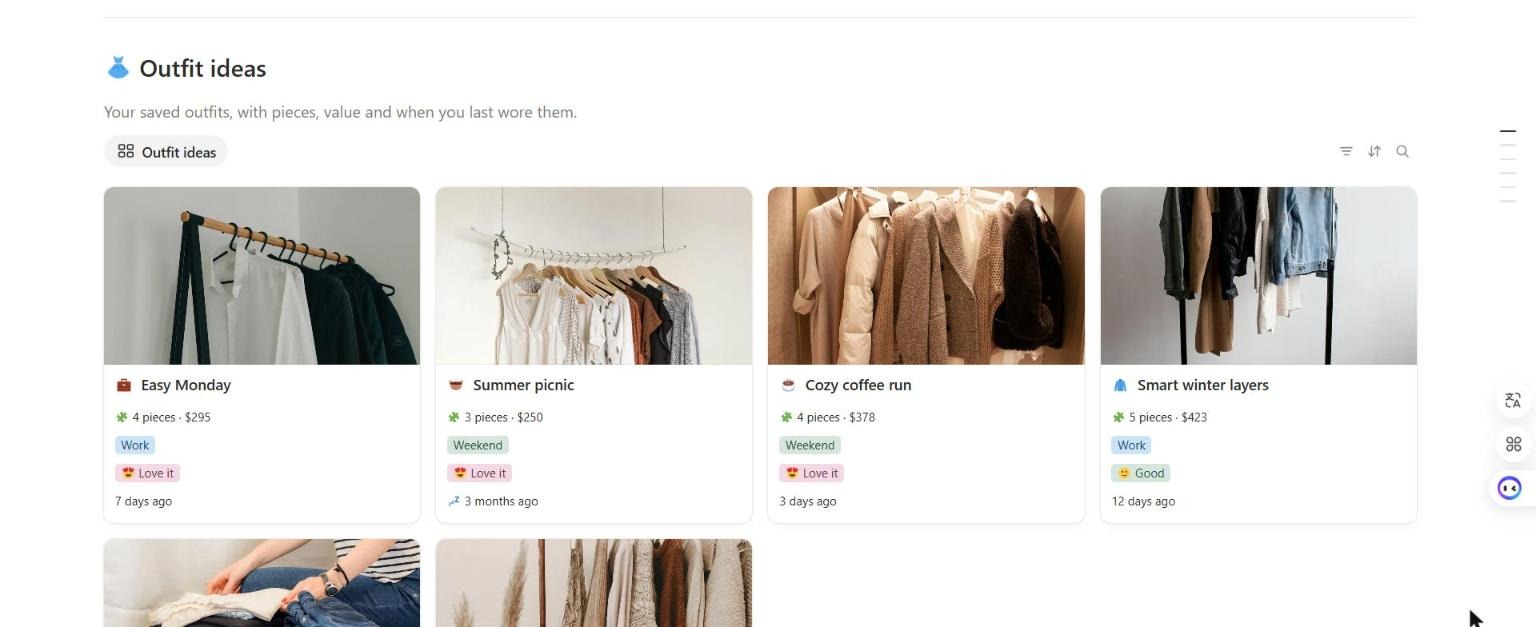 Outfit ideas
Your saved outfits, with pieces, value and when you last wore them.
Outfit ideas
Easy Monday
4 pieces · $295
Work
Love it
7 days ago
Summer picnic
3 pieces · $250
Weekend
Love it
3 months ago
Cozy coffee run
4 pieces · $378
Weekend
Love it
3 days ago
Smart winter layers
5 pieces · $423
Work
Good
12 days ago